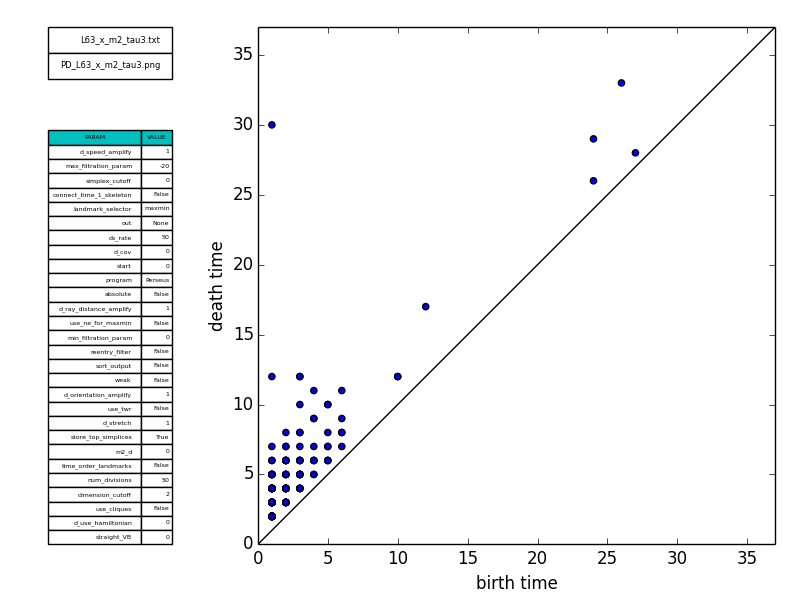 L63_x_m2_tau3.txt
PD_L63_x_m2_tau3.png
PARAM VALUE
d_speed_amplify 1
max_filtration_param -20
simplex_cutoff 0
connect_time_1_skeleton False
landmark_selector maxmin
out None
ds_rate 50
d_cov 0
start 0
program Perseus
absolute False
d_ray_distance_amplify 1
use_ne_for_maxmin False
min_filtration_param 0
reentry_filter False
sort_output False
weak False
d_orientation_amplify 1
use_twr False
d_stretch 1
store_top_simplices True
m2_d 0
time_order_landmarks False
num_divisions 50
dimension_cutoff 2
use_cliques False
d_use_hamiltonian 0
straight_VB 0
death time
35
30
25
20
15
10
5
0
0 5 10 15 20 25 30 35
birth time